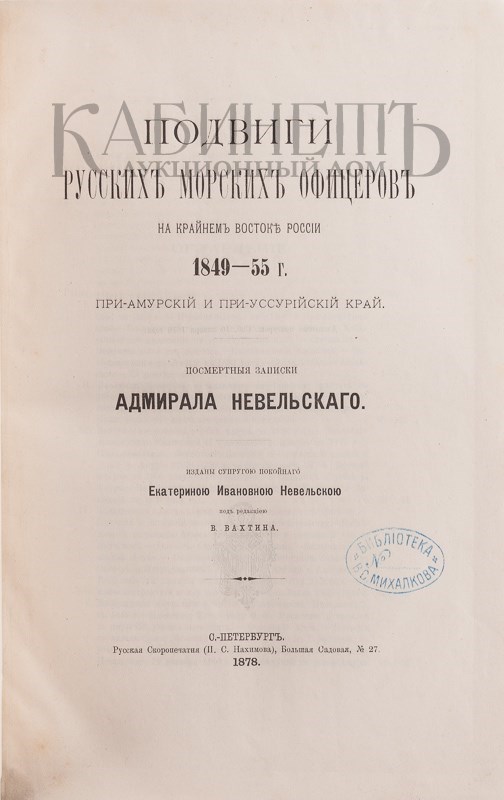 КАБИНЕТЪ
АУКЦИОННЫЙ ДОМ
ПОДВИГИ
РУССКИХЪ МОРСКИХЪ ОФИЦЕРОВЪ
НА КРАЙНЕМЪ ВОСТОКѢ РОССІИ
1849—55 г.
ПРИ-АМУРСКІЙ И ПРИ-УССУРІЙСКІЙ КРАЙ.
ПОСМЕРТНЫЯ ЗАПИСКИ
АДМИРАЛА НЕВЕЛЬСКАГО.
ИЗДАНЫ СУПРУГОЮ ПОКОЙНАГО
Екатериною Ивановною Невельскою
подъ редакціею
В. ВАХТИНА.
БИБЛІОТЕКА
№
С. МИХАЛКОВА
С.-ПЕТЕРБУРГЪ.
Русская Скоропечатня (П. С. Нахимова), Большая Садовая, № 27.
1878.